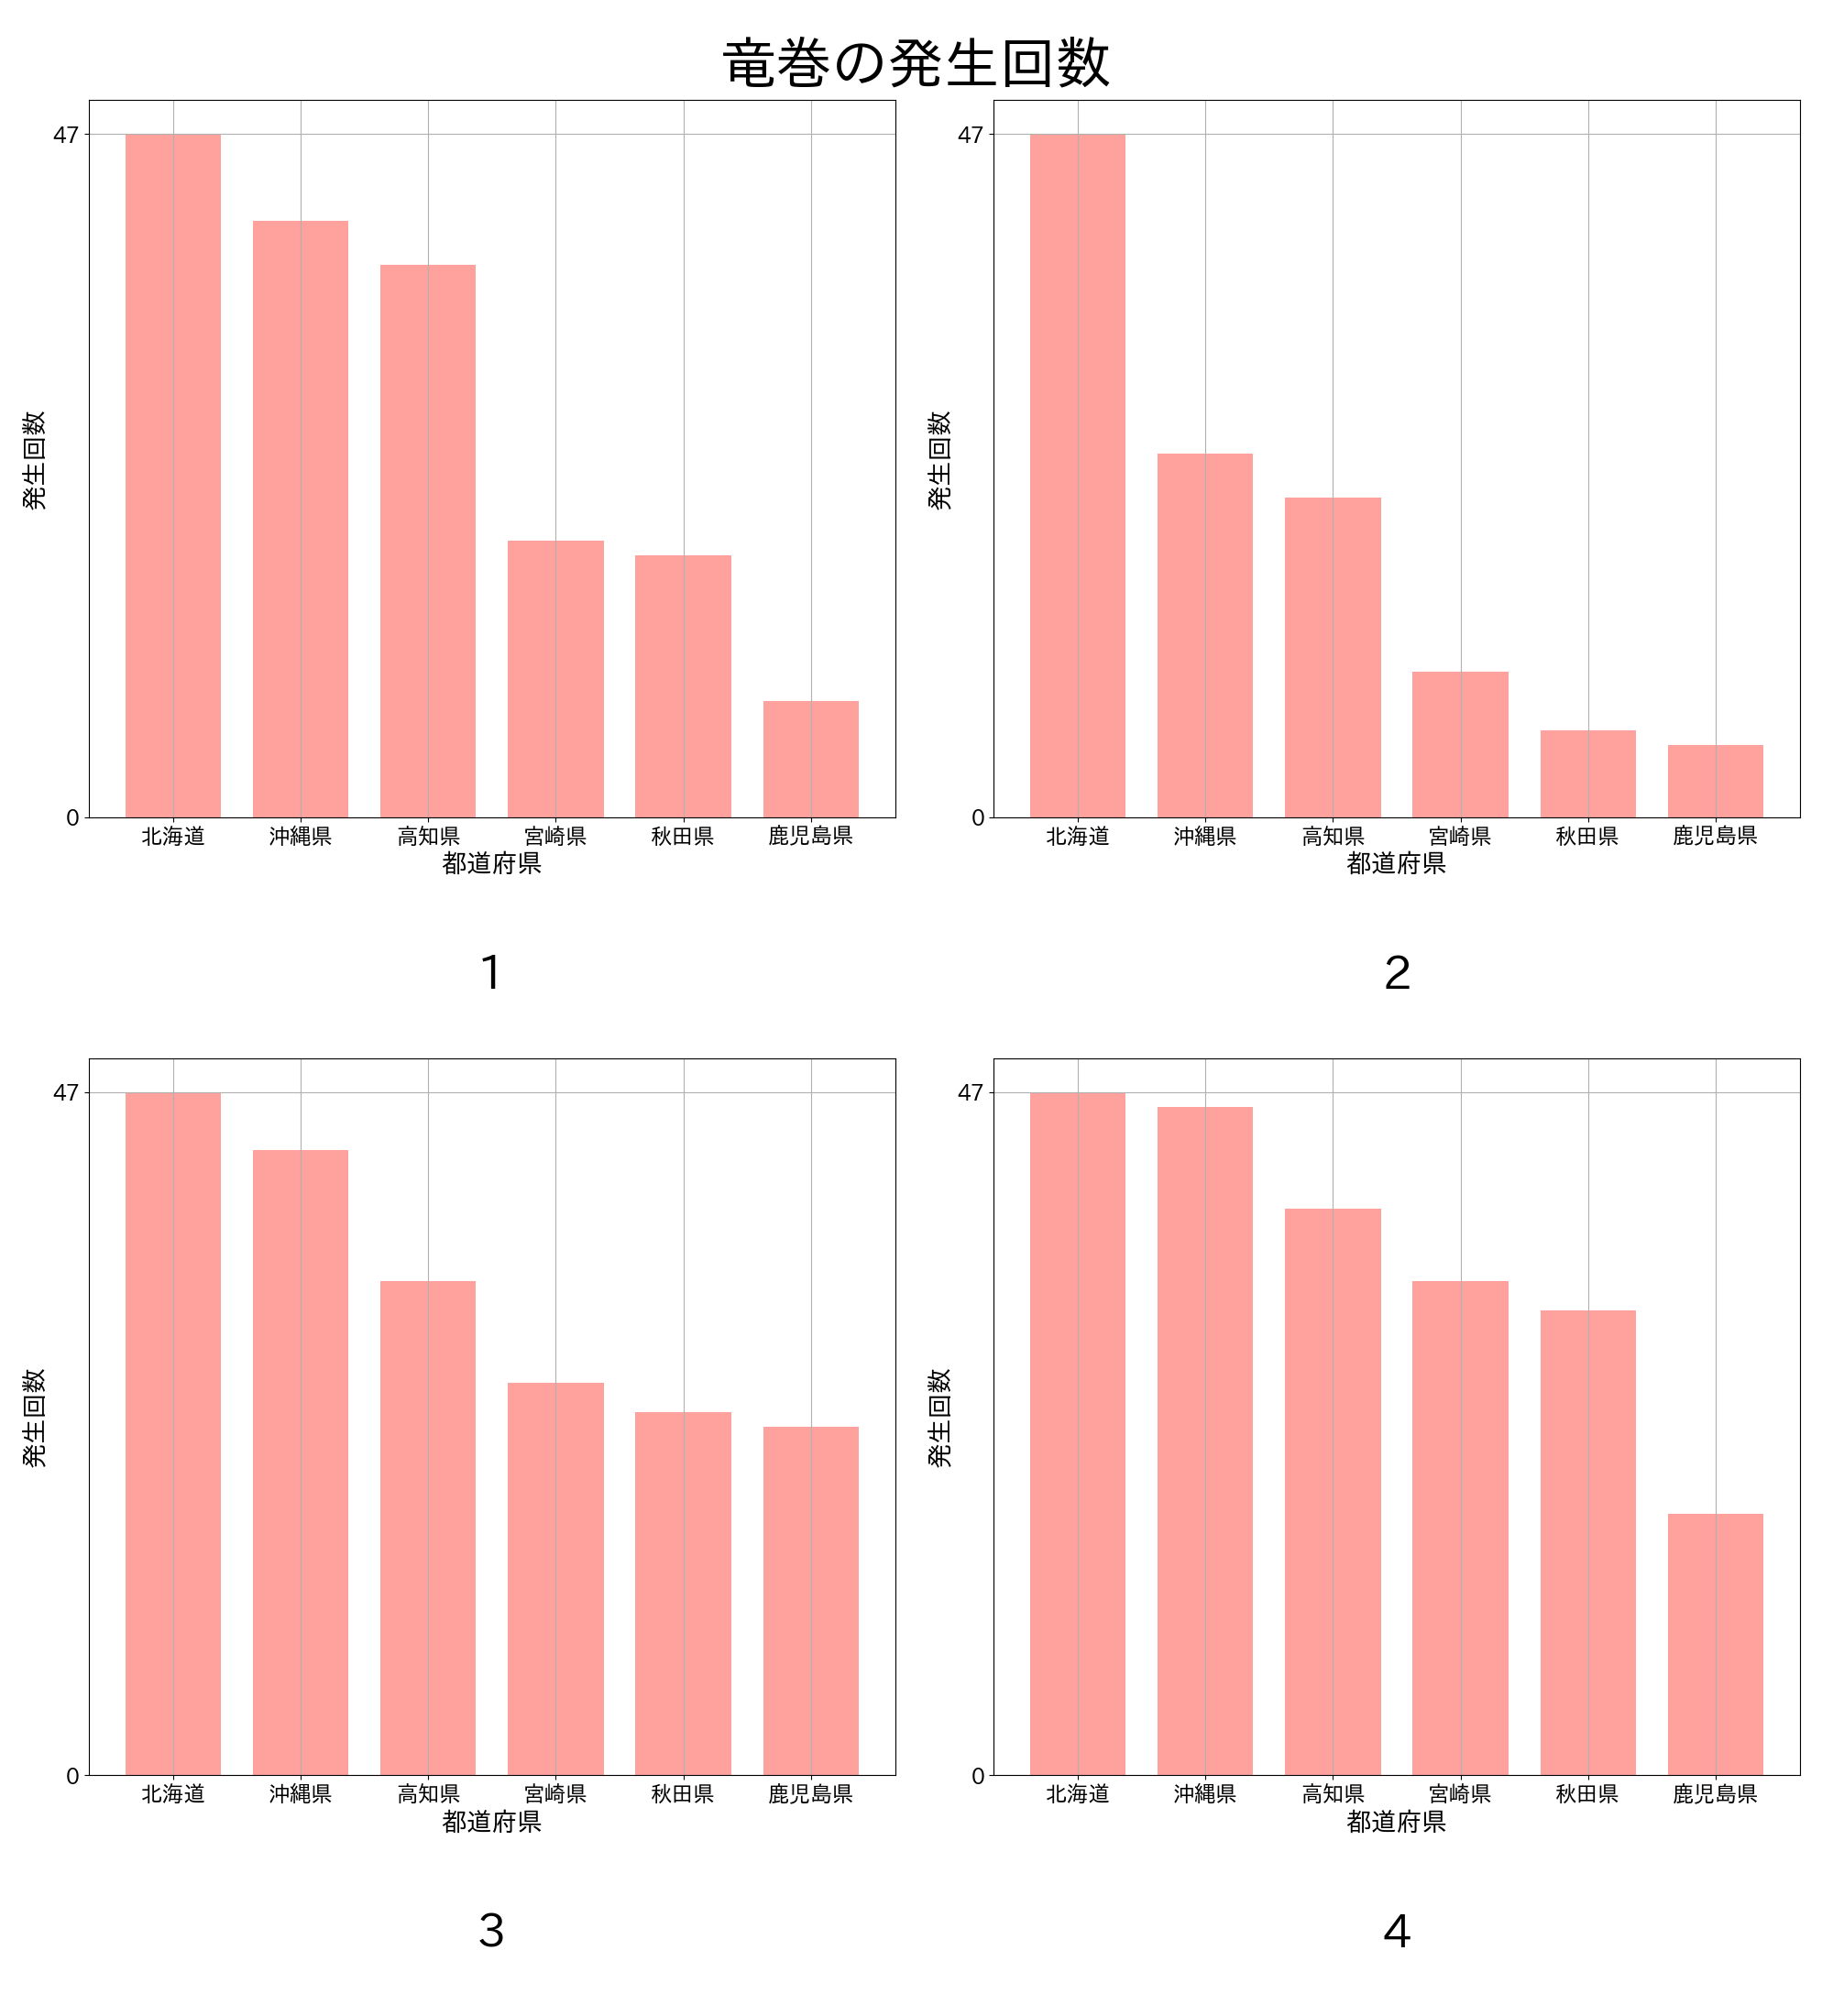 竜巻の発生回数
47
0
発生回数
北海道 沖縄県 高知県 宮崎県 秋田県 鹿児島県
都道府県
1
47
0
発生回数
北海道 沖縄県 高知県 宮崎県 秋田県 鹿児島県
都道府県
2
47
0
発生回数
北海道 沖縄県 高知県 宮崎県 秋田県 鹿児島県
都道府県
3
47
0
発生回数
北海道 沖縄県 高知県 宮崎県 秋田県 鹿児島県
都道府県
4